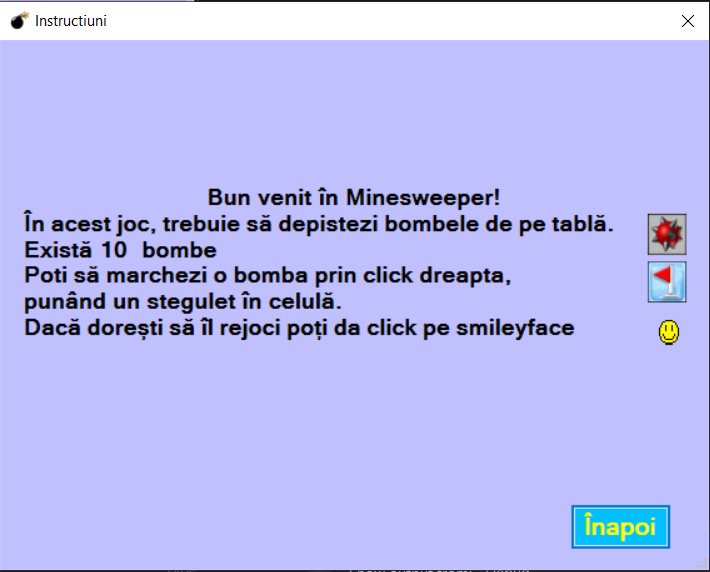 Instructiuni
Bun venit în Minesweeper!
În acest joc, trebuie să depistezi bombele de pe tablă.
Există 10 bombe
Poti să marchezi o bomba prin click dreapta,
punând un stegulet în celulă.
Dacă dorești să îl rejoci poți da click pe smileyface
Înapoi